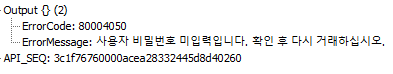 Output {} (2)
ErrorCode: 80004050
ErrorMessage: 사용자 비밀번호 미입력입니다. 확인 후 다시 거래하십시오.
API_SEQ: 3c1f76760000acea28332445d8d40260